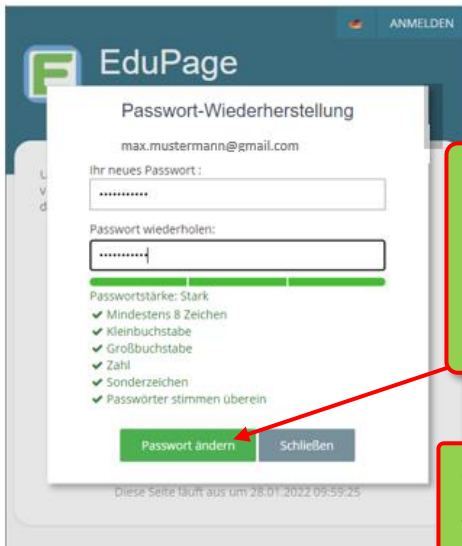 ANMELDEN
EduPage
Passwort-Wiederherstellung
max.mustermann@gmail.com
Ihr neues Passwort :
•••••••••••
Passwort wiederholen:
•••••••••••
Passwortstärke: Stark
✔ Mindestens 8 Zeichen
✔ Kleinbuchstabe
✔ Großbuchstabe
✔ Zahl
✔ Sonderzeichen
✔ Passwörter stimmen überein
Passwort ändern Schließen
Diese Seite läuft aus um 28.01.2022 09:59:25